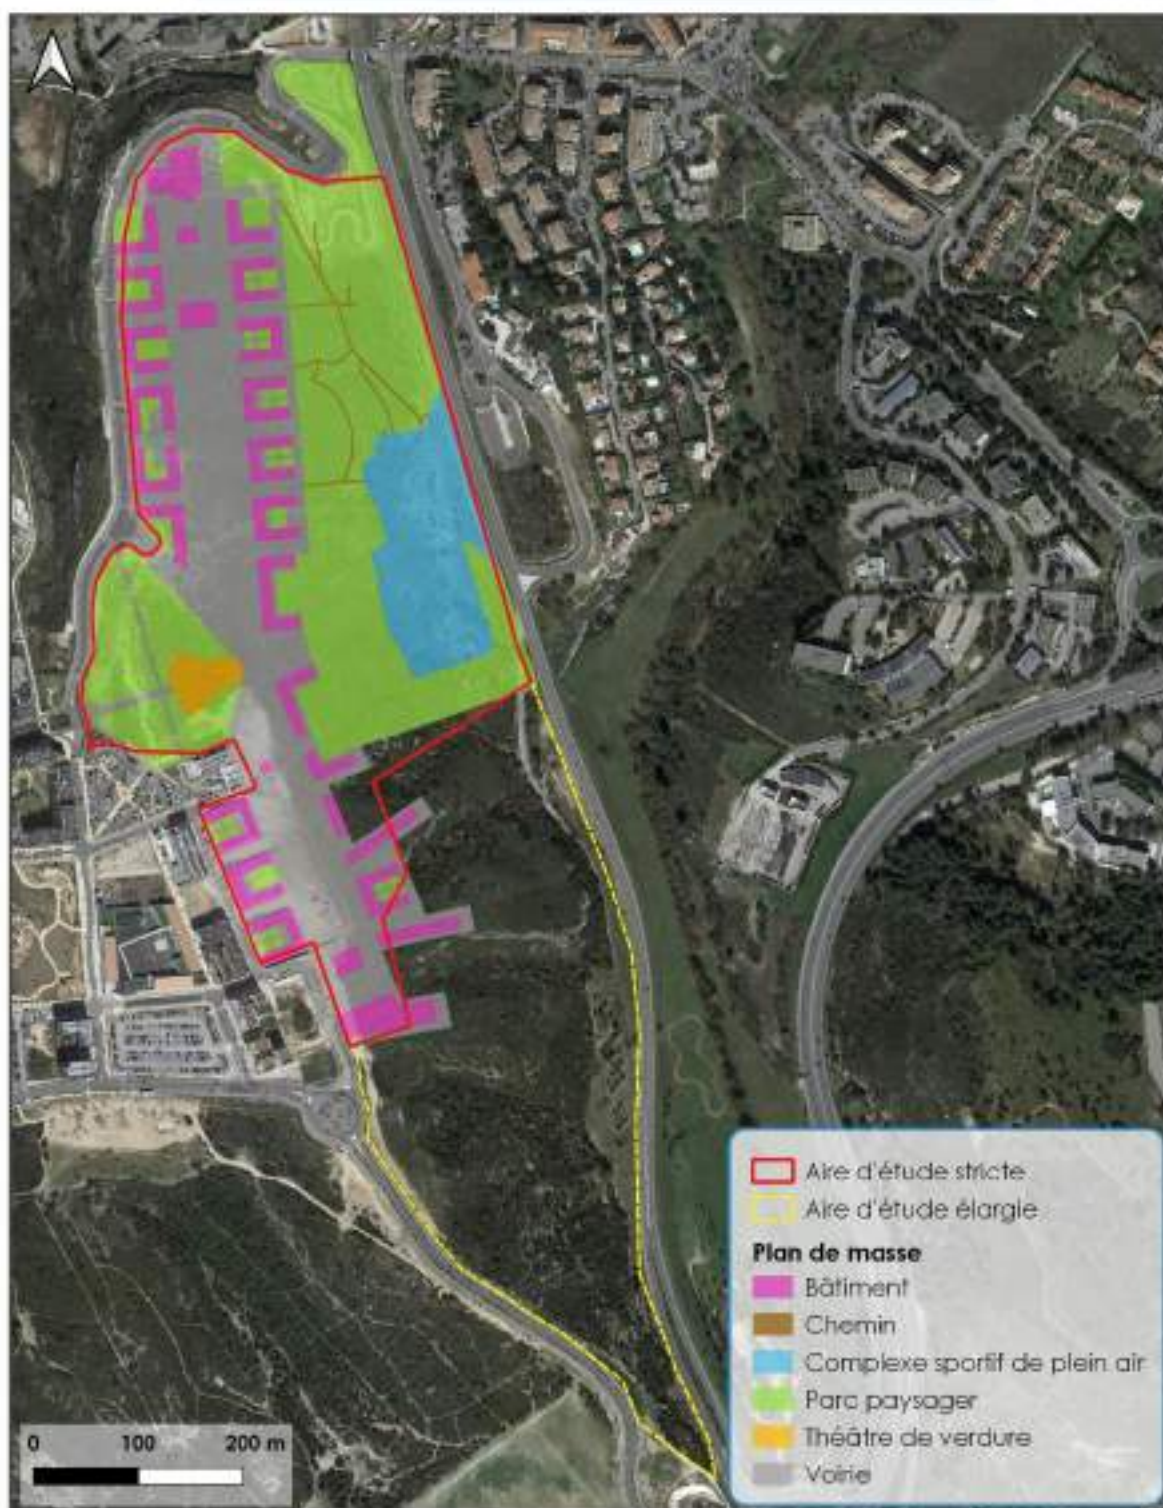 Aire d'étude stricte
Aire d'étude élargie
Plan de masse
Bâtiment
Chemin
Complexe sportif de plein air
Parc paysager
Théâtre de verdure
Voirie
0 100 200 m